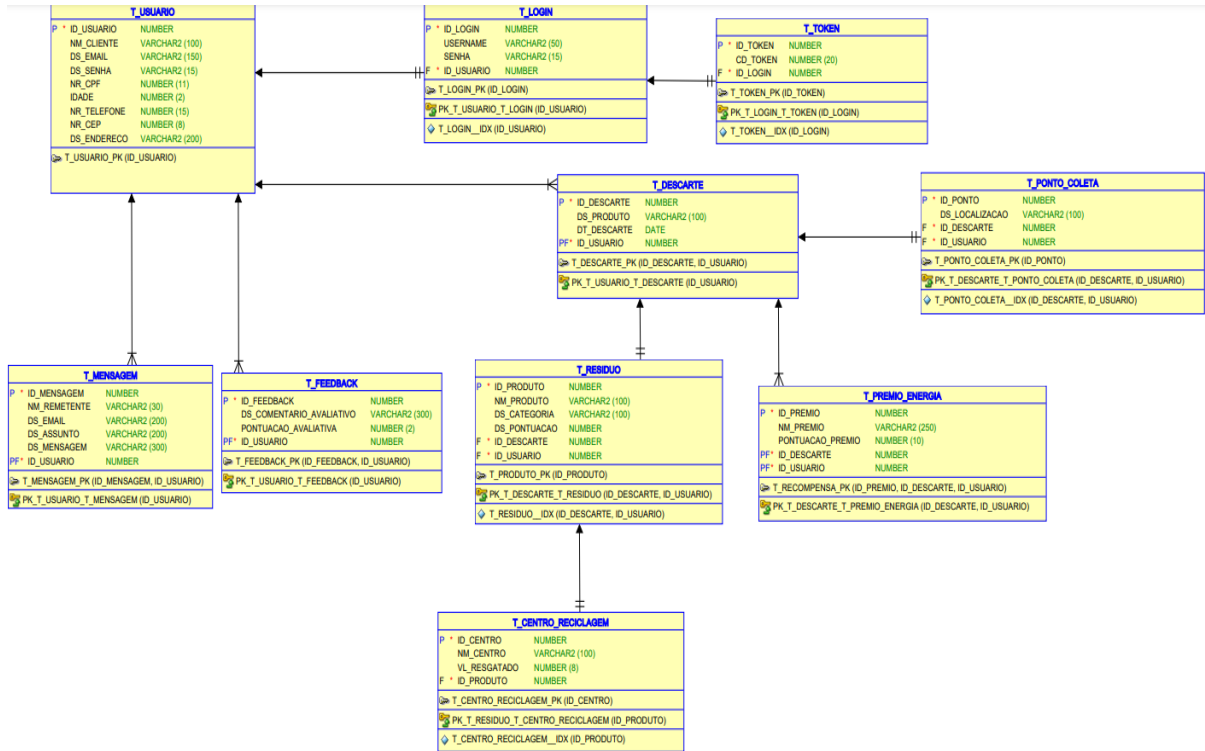 T_USUARIO
P * ID_USUARIO NUMBER
NM_CLIENTE VARCHAR2 (100)
DS_EMAIL VARCHAR2 (150)
DS_SENHA VARCHAR2 (15)
NR_CPF NUMBER (11)
IDADE NUMBER (2)
NR_TELEFONE NUMBER (15)
NR_CEP NUMBER (8)
DS_ENDERECO VARCHAR2 (200)
T_USUARIO_PK (ID_USUARIO)
T_LOGIN
P * ID_LOGIN NUMBER
USERNAME VARCHAR2 (50)
SENHA VARCHAR2 (15)
F * ID_USUARIO NUMBER
T_LOGIN_PK (ID_LOGIN)
PK_T_USUARIO_T_LOGIN (ID_USUARIO)
T_LOGIN__IDX (ID_USUARIO)
T_TOKEN
P * ID_TOKEN NUMBER
CD_TOKEN NUMBER (20)
F * ID_LOGIN NUMBER
T_TOKEN_PK (ID_TOKEN)
PK_T_LOGIN_T_TOKEN (ID_LOGIN)
T_TOKEN__IDX (ID_LOGIN)
T_DESCARTE
P * ID_DESCARTE NUMBER
DS_PRODUTO VARCHAR2 (100)
DT_DESCARTE DATE
PF* ID_USUARIO NUMBER
T_DESCARTE_PK (ID_DESCARTE, ID_USUARIO)
PK_T_USUARIO_T_DESCARTE (ID_USUARIO)
T_PONTO_COLETA
P * ID_PONTO NUMBER
DS_LOCALIZACAO VARCHAR2 (100)
F * ID_DESCARTE NUMBER
F * ID_USUARIO NUMBER
T_PONTO_COLETA_PK (ID_PONTO)
PK_T_DESCARTE_T_PONTO_COLETA (ID_DESCARTE, ID_USUARIO)
T_PONTO_COLETA__IDX (ID_DESCARTE, ID_USUARIO)
T_MENSAGEM
P * ID_MENSAGEM NUMBER
NM_REMETENTE VARCHAR2 (30)
DS_EMAIL VARCHAR2 (200)
DS_ASSUNTO VARCHAR2 (200)
DS_MENSAGEM VARCHAR2 (300)
PF* ID_USUARIO NUMBER
T_MENSAGEM_PK (ID_MENSAGEM, ID_USUARIO)
PK_T_USUARIO_T_MENSAGEM (ID_USUARIO)
T_FEEDBACK
P * ID_FEEDBACK NUMBER
DS_COMENTARIO_AVALIATIVO VARCHAR2 (300)
PONTUACAO_AVALIATIVA NUMBER (2)
PF* ID_USUARIO NUMBER
T_FEEDBACK_PK (ID_FEEDBACK, ID_USUARIO)
PK_T_USUARIO_T_FEEDBACK (ID_USUARIO)
T_RESIDUO
P * ID_PRODUTO NUMBER
NM_PRODUTO VARCHAR2 (100)
DS_CATEGORIA VARCHAR2 (100)
DS_PONTUACAO NUMBER
F * ID_DESCARTE NUMBER
F * ID_USUARIO NUMBER
T_PRODUTO_PK (ID_PRODUTO)
PK_T_DESCARTE_T_RESIDUO (ID_DESCARTE, ID_USUARIO)
T_RESIDUO__IDX (ID_DESCARTE, ID_USUARIO)
T_PREMIO_ENERGIA
P * ID_PREMIO NUMBER
NM_PREMIO VARCHAR2 (250)
PONTUACAO_PREMIO NUMBER (10)
PF* ID_DESCARTE NUMBER
PF* ID_USUARIO NUMBER
T_RECOMPENSA_PK (ID_PREMIO, ID_DESCARTE, ID_USUARIO)
PK_T_DESCARTE_T_PREMIO_ENERGIA (ID_DESCARTE, ID_USUARIO)
T_CENTRO_RECICLAGEM
P * ID_CENTRO NUMBER
NM_CENTRO VARCHAR2 (100)
VL_RESGATADO NUMBER (8)
F * ID_PRODUTO NUMBER
T_CENTRO_RECICLAGEM_PK (ID_CENTRO)
PK_T_RESIDUO_T_CENTRO_RECICLAGEM (ID_PRODUTO)
T_CENTRO_RECICLAGEM__IDX (ID_PRODUTO)